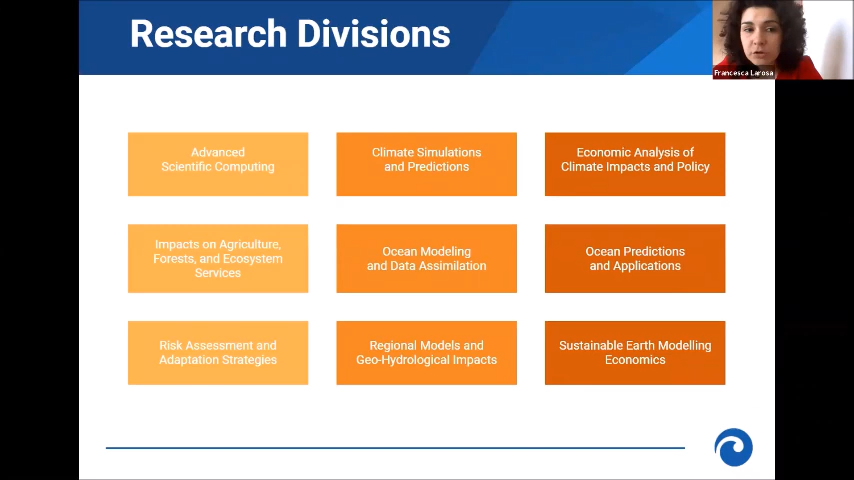 Research Divisions
Francesca Larosa
Advanced
Scientific Computing
Climate Simulations
and Predictions
Economic Analysis of
Climate Impacts and Policy
Impacts on Agriculture,
Forests, and Ecosystem
Services
Ocean Modeling
and Data Assimilation
Ocean Predictions
and Applications
Risk Assessment and
Adaptation Strategies
Regional Models and
Geo-Hydrological Impacts
Sustainable Earth Modelling
Economics